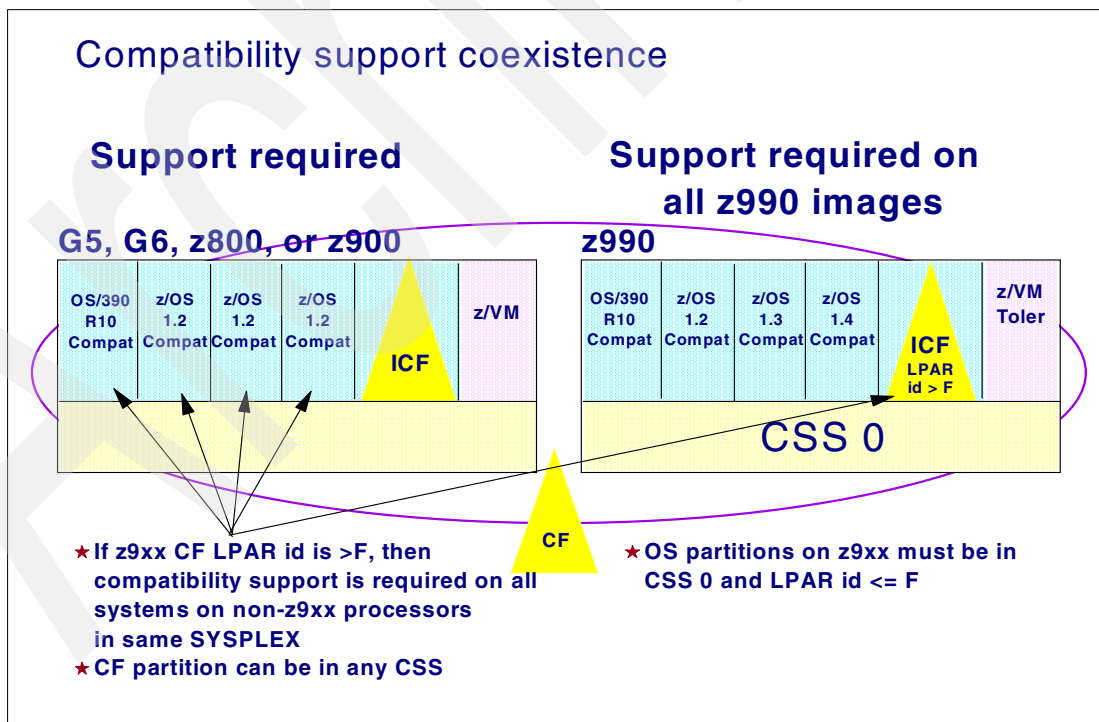 Compatibility support coexistence
Support required
Support required on
all z990 images
G5, G6, z800, or z900
z990
OS/390
R10
Compat
z/OS
1.2
Compat
z/OS
1.2
Compat
z/OS
1.2
Compat
ICF
z/VM
OS/390
R10
Compat
z/OS
1.2
Compat
z/OS
1.3
Compat
z/OS
1.4
Compat
ICF
LPAR
id > F
z/VM
Toler
CSS 0
CF
★ If z9xx CF LPAR id is >F, then
compatibility support is required on all
systems on non-z9xx processors
in same SYSPLEX
★ CF partition can be in any CSS
★ OS partitions on z9xx must be in
CSS 0 and LPAR id <= F